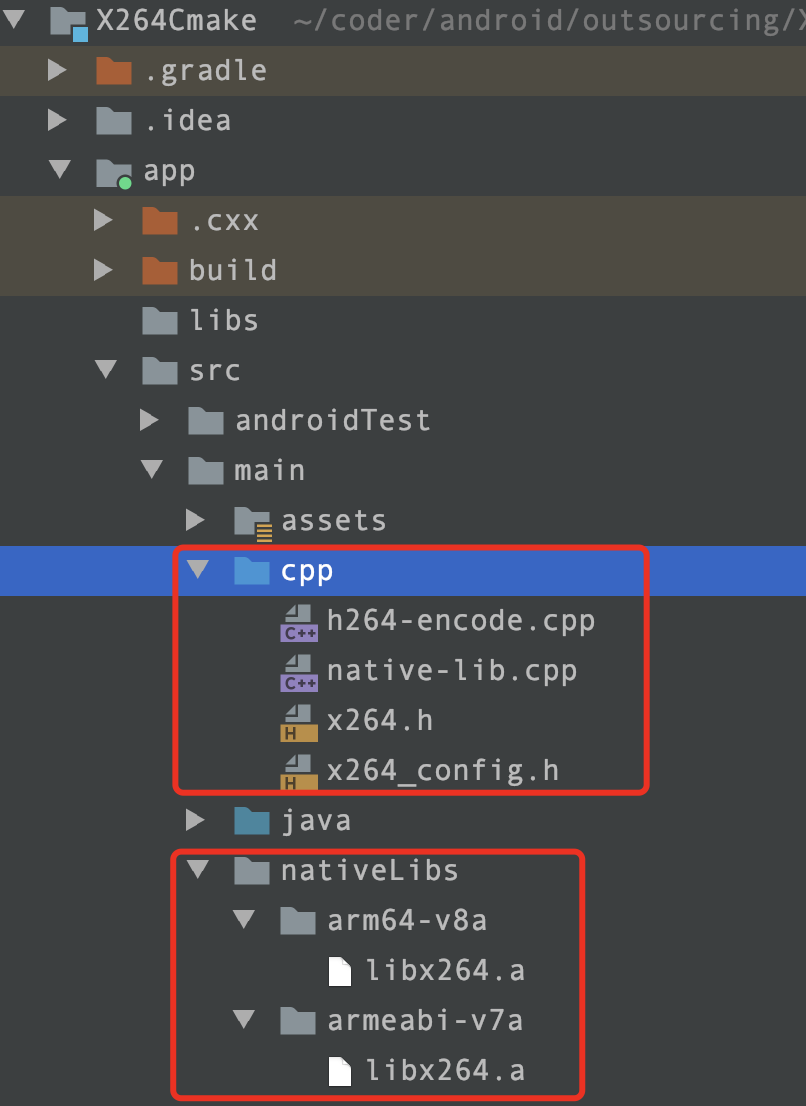 X264Cmake ~/coder/android/outsourcing/
.gradle
.idea
app
.cxx
build
libs
src
androidTest
main
assets
cpp
C++ h264-encode.cpp
C++ native-lib.cpp
H x264.h
H x264_config.h
java
nativeLibs
arm64-v8a
libx264.a
armeabi-v7a
libx264.a